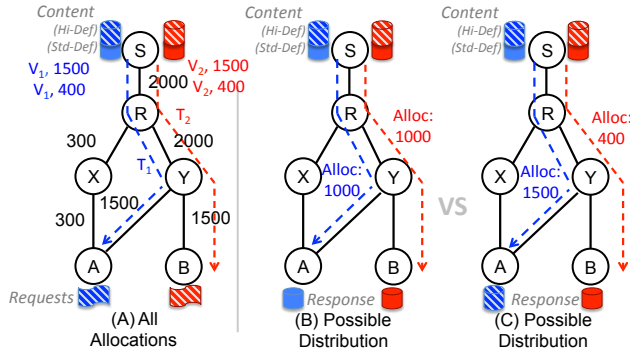 Content
(Hi-Def)
(Std-Def)
S
V1, 1500
V1, 400
V2, 1500
V2, 400
2000
R
T2
300
2000
T1
X
Y
1500
300
1500
A
B
Requests
(A) All
Allocations
Content
(Hi-Def)
(Std-Def)
S
R
Alloc:
1000
Alloc:
1000
X
Y
A
B
Response
(B) Possible
Distribution
VS
Content
(Hi-Def)
(Std-Def)
S
R
Alloc:
400
Alloc:
1500
X
Y
A
B
Response
(C) Possible
Distribution